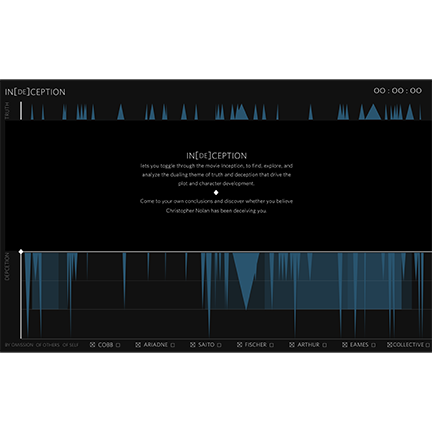 IN[DE]CEPTION
00 : 00 : 00
TRUTH
IN[DE]CEPTION
lets you toggle through the movie Inception, to find, explore, and
analyze the dualing theme of truth and deception that drive the
plot and character development.
Come to your own conclusions and discover whether you believe
Christopher Nolan has been deceiving you.
DEPCETION
BY DIVISION OF OTHERS OF SELF
COBB
ARIADNE
SAITO
FISCHER
ARTHUR
EAMES
COLLECTIVE